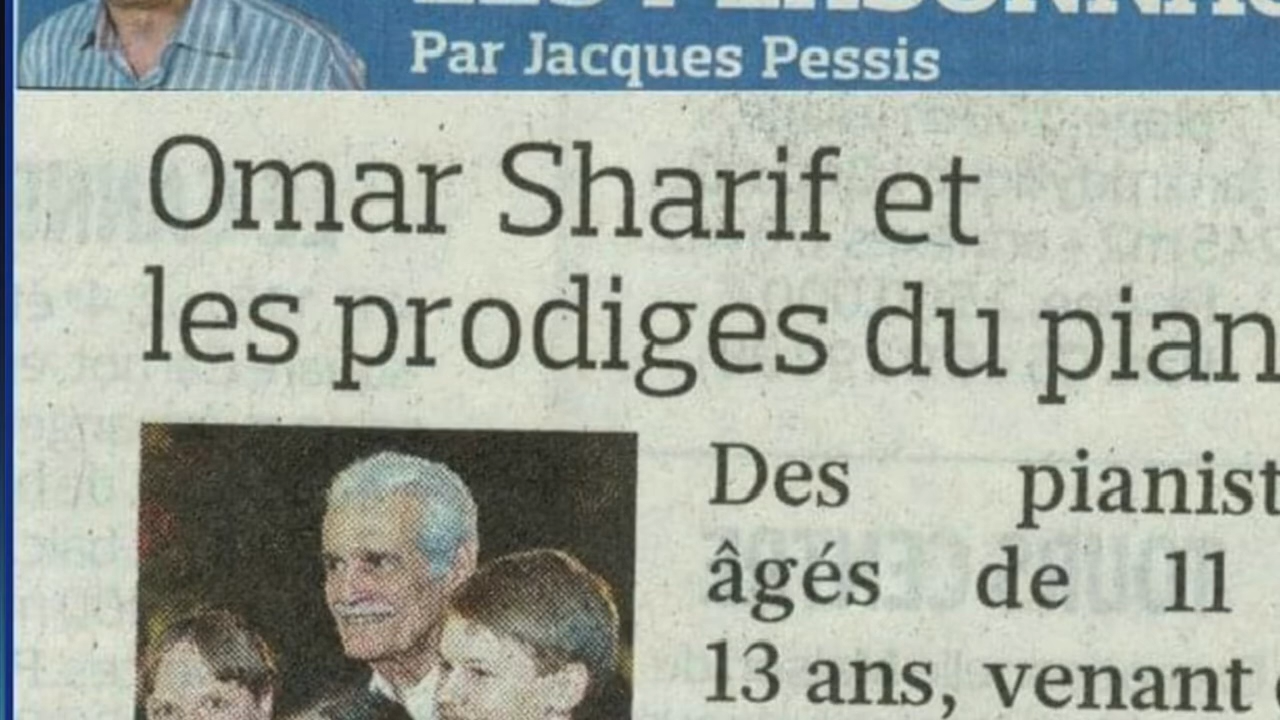 Par Jacques Pessis
Omar Sharif et
les prodiges du pian
Des pianist
âgés de 11
13 ans, venant